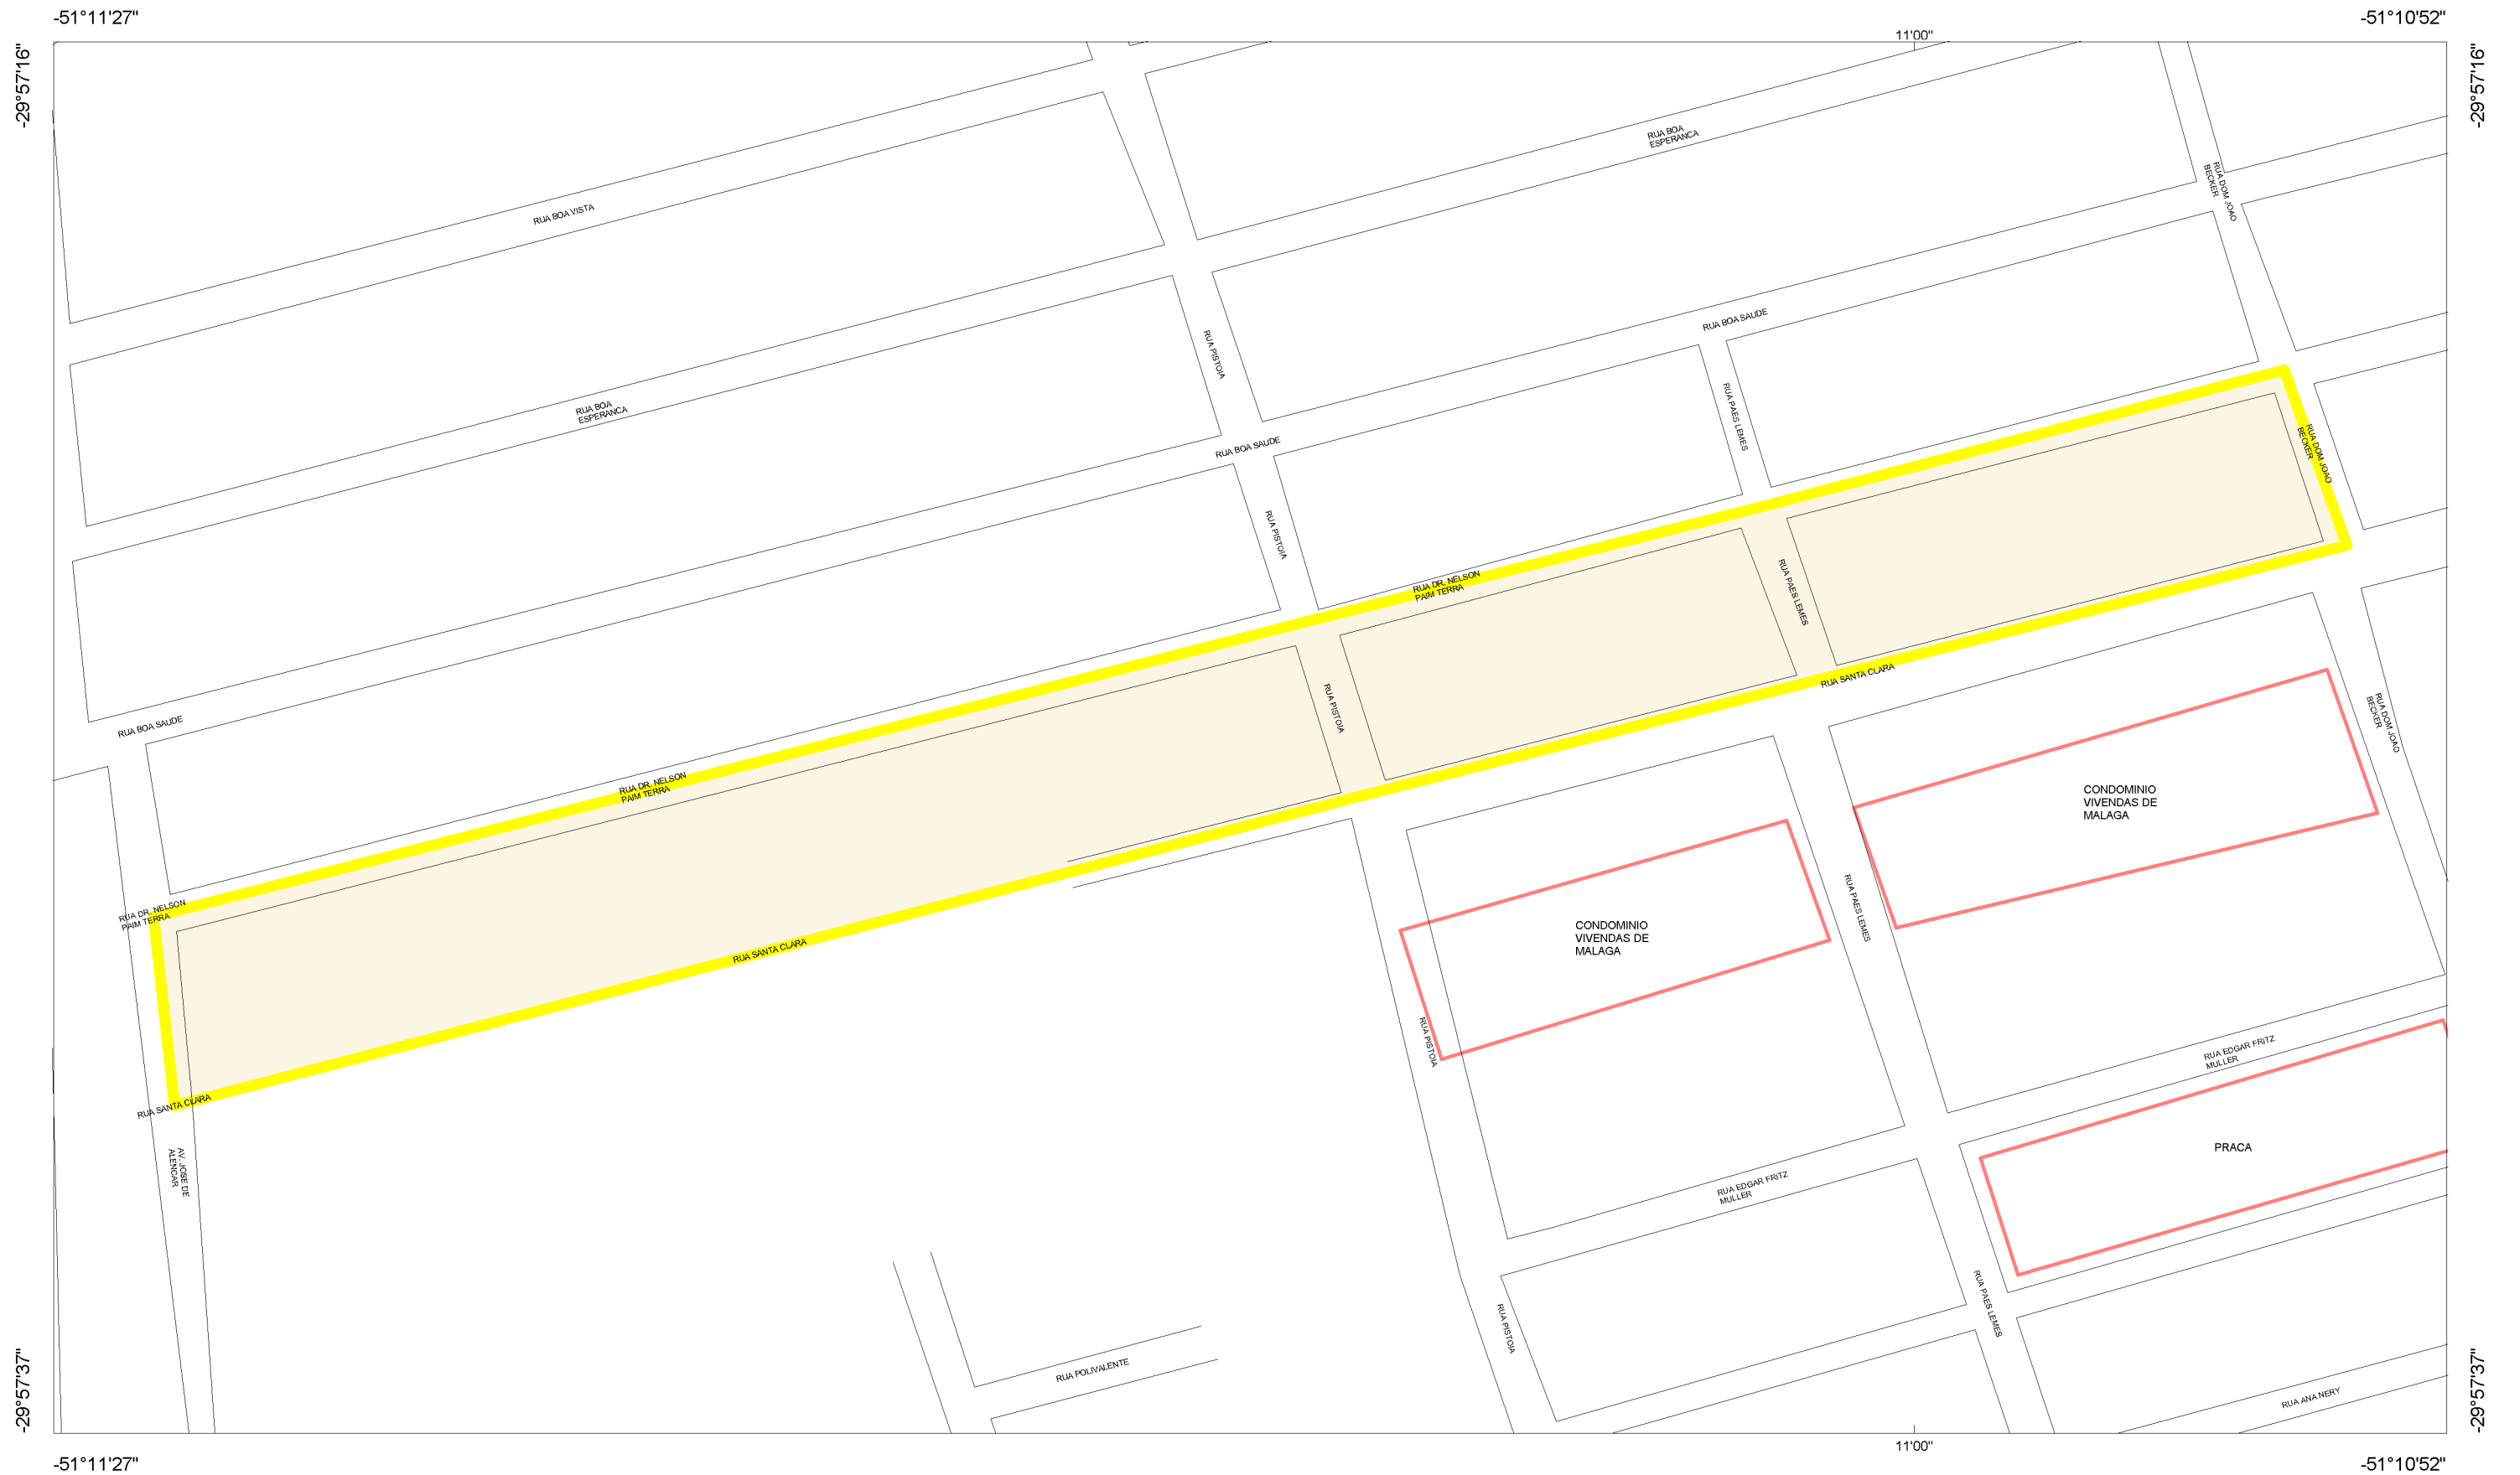 -51°11'27"
-51°10'52"
11'00"
-29°57'16"
-29°57'16"
RUA BOA
ESPERANCA
RUA DOM JOAO
BECKER
RUA BOA VISTA
RUA BOA SAUDE
RUA PISTOIA
RUA PAES LEMES
RUA BOA
ESPERANCA
RUA BOA SAUDE
RUA DOM JOAO
BECKER
RUA PISTOIA
RUA DR. NELSON
PAIM TERRA
RUA PAES LEMES
RUA SANTA CLARA
RUA PISTOIA
RUA BOA SAUDE
RUA DOM JOAO
BECKER
RUA DR. NELSON
PAIM TERRA
CONDOMINIO
VIVENDAS DE
MALAGA
RUA DR. NELSON
PAIM TERRA
RUA PAES LEMES
CONDOMINIO
VIVENDAS DE
MALAGA
RUA SANTA CLARA
RUA PISTOIA
RUA EDGAR FRITZ
MULLER
RUA SANTA CLARA
AV. JOSE DE
ALENCAR
PRACA
RUA EDGAR FRITZ
MULLER
RUA PAES LEMES
RUA PISTOIA
RUA POLIVALENTE
RUA ANA NERY
-29°57'37"
-29°57'37"
11'00"
-51°11'27"
-51°10'52"